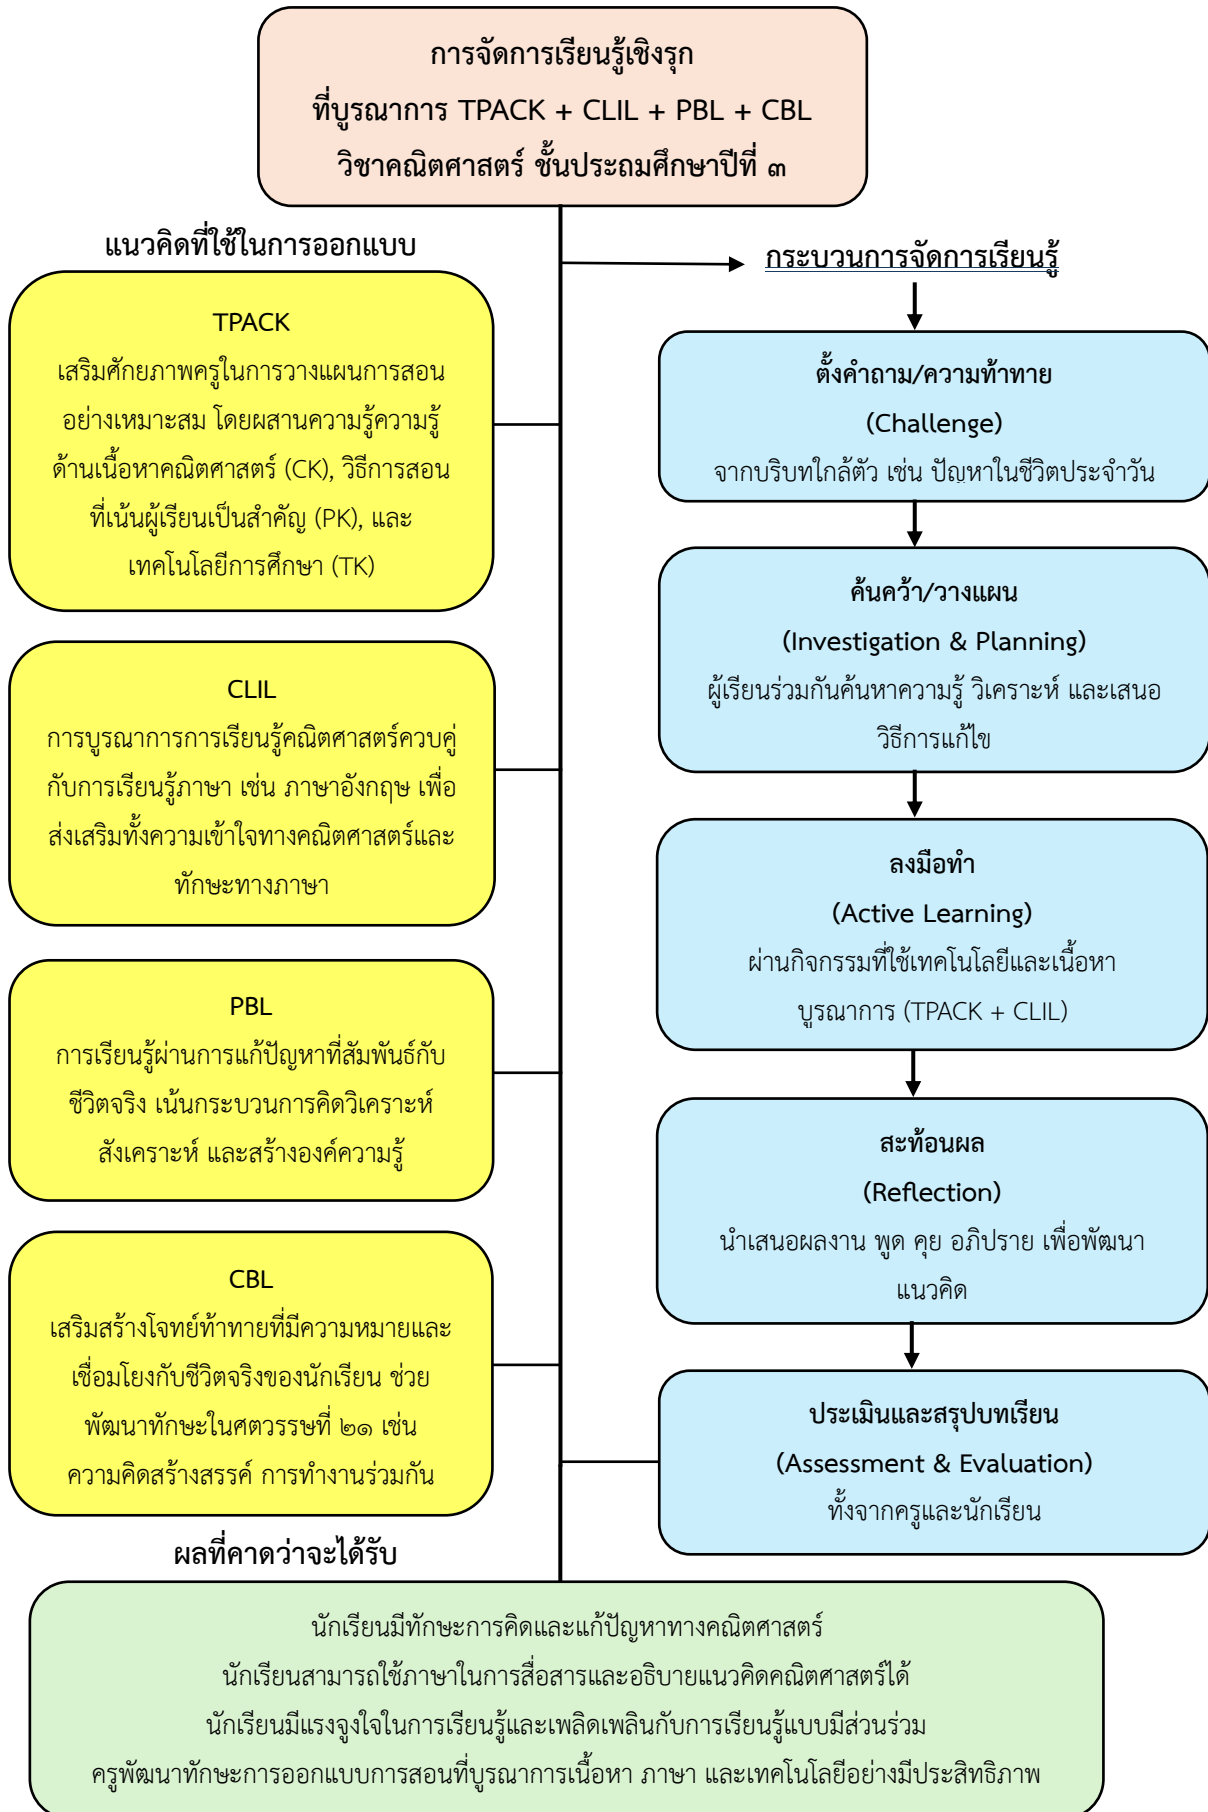 การจัดการเรียนรู้เชิงรุก
ที่บูรณาการ TPACK + CLIL + PBL + CBL
วิชาคณิตศาสตร์ ชั้นประถมศึกษาปีที่ ๓
แนวคิดที่ใช้ในการออกแบบ
TPACK
เสริมศักยภาพครูในการวางแผนการสอน
อย่างเหมาะสม โดยผสานความรู้ความรู้
ด้านเนื้อหาคณิตศาสตร์ (CK), วิธีการสอน
ที่เน้นผู้เรียนเป็นสำคัญ (PK), และ
เทคโนโลยีการศึกษา (TK)
CLIL
การบูรณาการการเรียนรู้คณิตศาสตร์ควบคู่
กับการเรียนรู้ภาษา เช่น ภาษาอังกฤษ เพื่อ
ส่งเสริมทั้งความเข้าใจทางคณิตศาสตร์และ
ทักษะทางภาษา
PBL
การเรียนรู้ผ่านการแก้ปัญหาที่สัมพันธ์กับ
ชีวิตจริง เน้นกระบวนการคิดวิเคราะห์
สังเคราะห์ และสร้างองค์ความรู้
CBL
เสริมสร้างโจทย์ท้าทายที่มีความหมายและ
เชื่อมโยงกับชีวิตจริงของนักเรียน ช่วย
พัฒนาทักษะในศตวรรษที่ ๒๑ เช่น
ความคิดสร้างสรรค์ การทำงานร่วมกัน
กระบวนการจัดการเรียนรู้
ตั้งคำถาม/ความท้าทาย
(Challenge)
จากบริบทใกล้ตัว เช่น ปัญหาในชีวิตประจำวัน
ค้นคว้า/วางแผน
(Investigation & Planning)
ผู้เรียนร่วมกันค้นหาความรู้ วิเคราะห์ และเสนอ
วิธีการแก้ไข
ลงมือทำ
(Active Learning)
ผ่านกิจกรรมที่ใช้เทคโนโลยีและเนื้อหา
บูรณาการ (TPACK + CLIL)
สะท้อนผล
(Reflection)
นำเสนอผลงาน พูด คุย อภิปราย เพื่อพัฒนา
แนวคิด
ประเมินและสรุปบทเรียน
(Assessment & Evaluation)
ทั้งจากครูและนักเรียน
ผลที่คาดว่าจะได้รับ
นักเรียนมีทักษะการคิดและแก้ปัญหาทางคณิตศาสตร์
นักเรียนสามารถใช้ภาษาในการสื่อสารและอธิบายแนวคิดคณิตศาสตร์ได้
นักเรียนมีแรงจูงใจในการเรียนรู้และเพลิดเพลินกับการเรียนรู้แบบมีส่วนร่วม
ครูพัฒนาทักษะการออกแบบการสอนที่บูรณาการเนื้อหา ภาษา และเทคโนโลยีอย่างมีประสิทธิภาพ